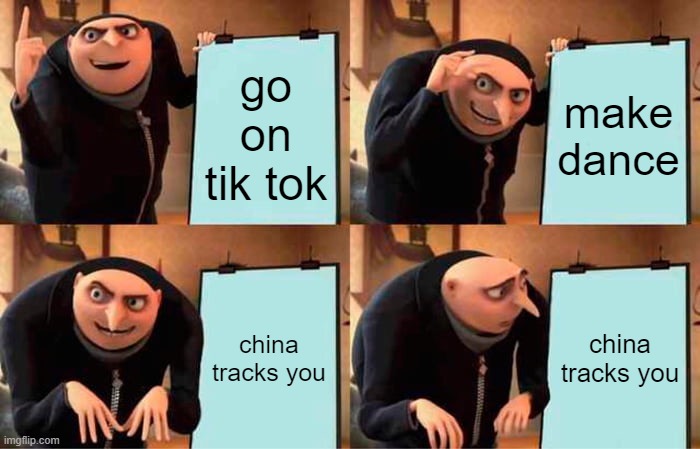 go
on
tik tok
make
dance
china
tracks you
china
tracks you
imgflip.com